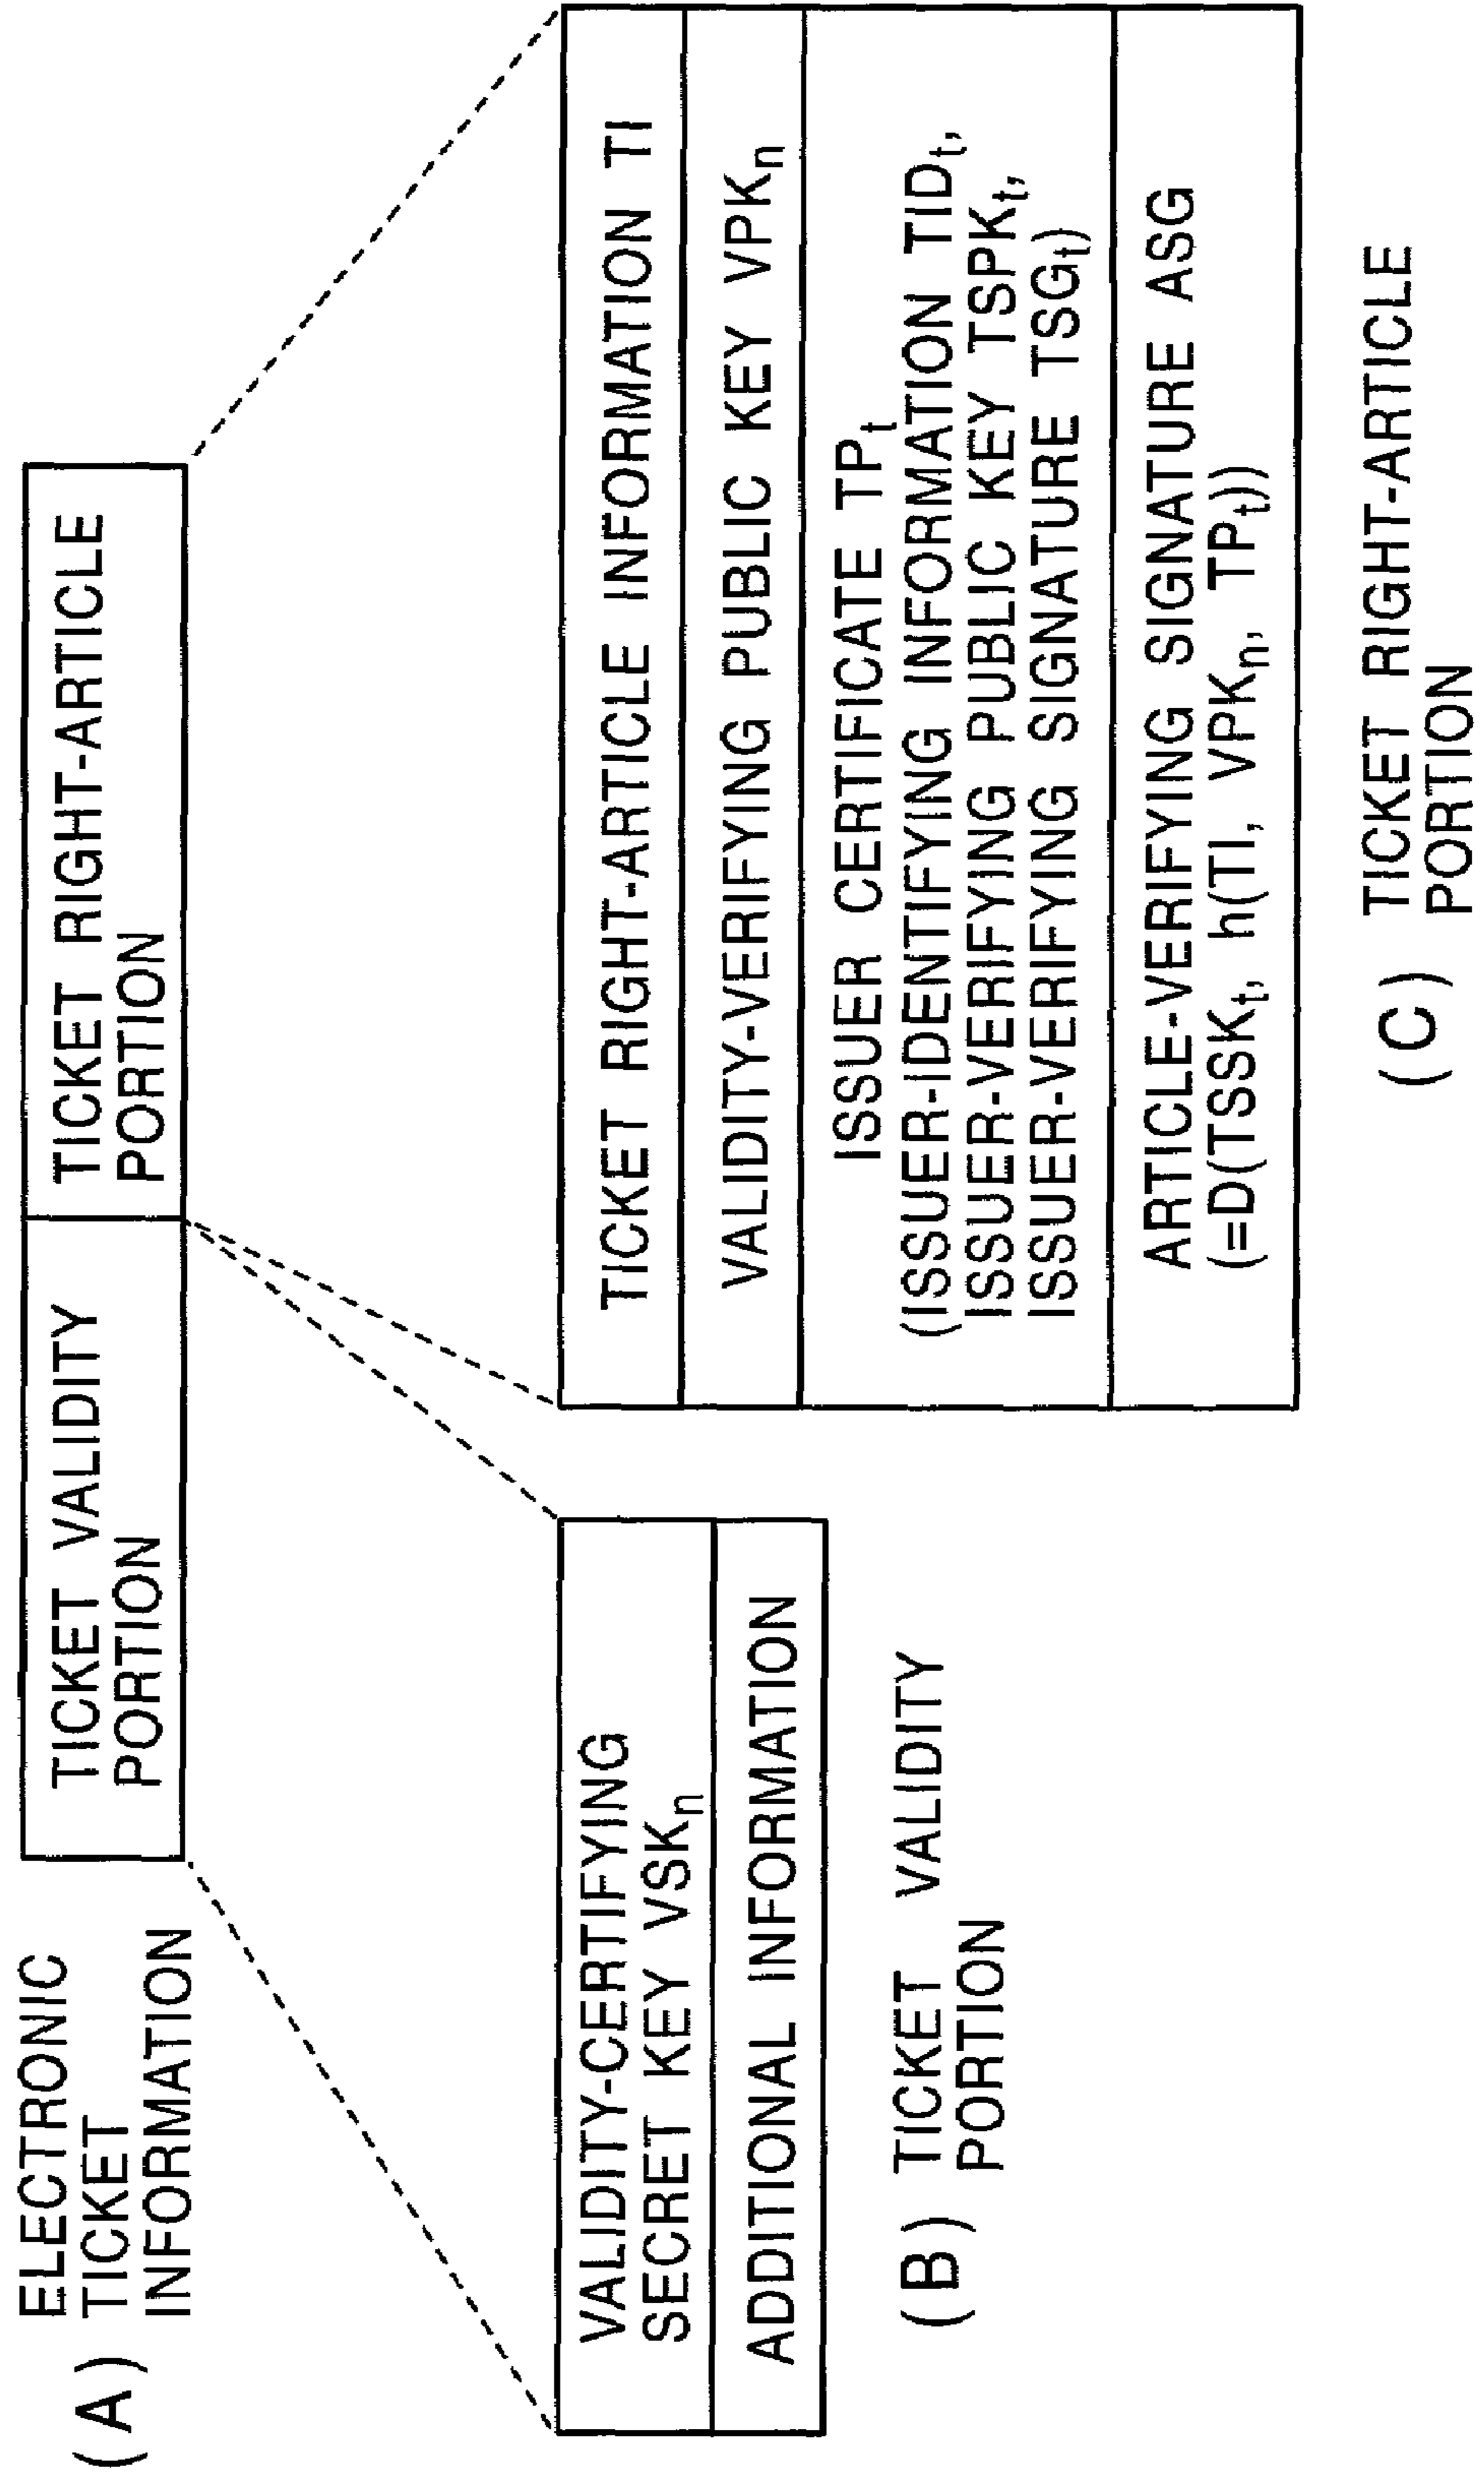 (A) ELECTRONIC
TICKET
INFORMATION
TICKET VALIDITY
PORTION
TICKET RIGHT-ARTICLE
PORTION
VALIDITY-CERTIFYING
SECRET KEY VSKₙ
ADDITIONAL INFORMATION
(B) TICKET VALIDITY
PORTION
TICKET RIGHT-ARTICLE INFORMATION TI
VALIDITY-VERIFYING PUBLIC KEY VPKₙ
ISSUER CERTIFICATE TPₜ
(ISSUER-IDENTIFYING INFORMATION TIDₜ,
ISSUER-VERIFYING PUBLIC KEY TSPKₜ,
ISSUER-VERIFYING SIGNATURE TSGₜ)
ARTICLE-VERIFYING SIGNATURE ASG
(=D(TSSKₜ, h(TI, VPKₙ, TPₜ)))
(C) TICKET RIGHT-ARTICLE
PORTION